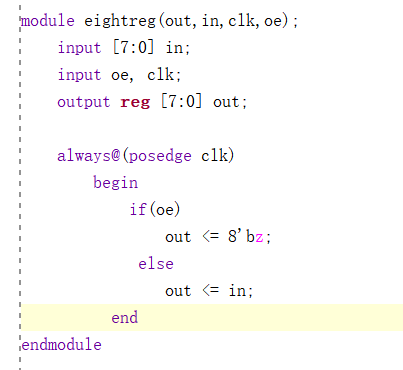 module eightreg(out,in,clk,oe);
    input [7:0] in;
    input oe, clk;
    output reg [7:0] out;

    always@(posedge clk)
        begin
            if(oe)
                out <= 8'bz;
             else
                out <= in;
          end
endmodule